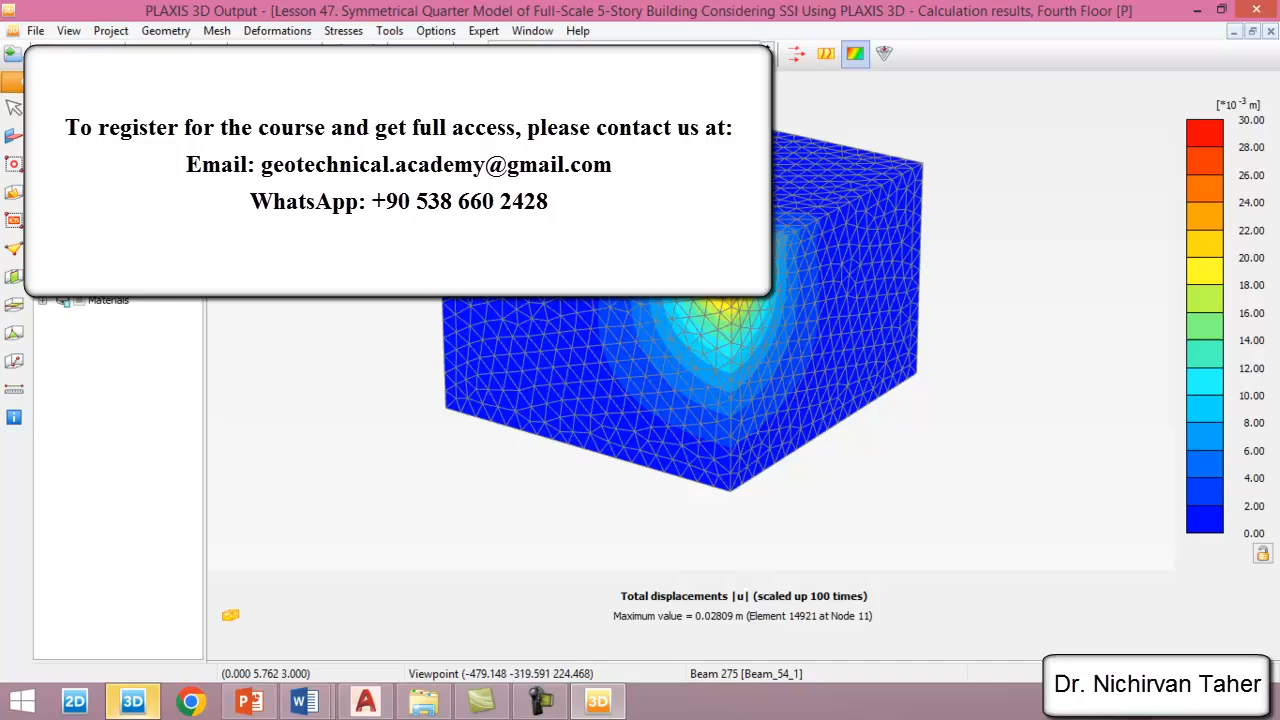 PLAXIS 3D Output - [Lesson 47. Symmetrical Quarter Model of Full-Scale 5-Story Building Considering SSI Using PLAXIS 3D - Calculation results, Fourth Floor [P]
File View Project Geometry Mesh Deformations Stresses Tools Options Expert Window Help
To register for the course and get full access, please contact us at:
Email: geotechnical.academy@gmail.com
WhatsApp: +90 538 660 2428
Materials
[*10-3 m]
30.00
28.00
26.00
24.00
22.00
20.00
18.00
16.00
14.00
12.00
10.00
8.00
6.00
4.00
2.00
0.00
Total displacements |u| (scaled up 100 times)
Maximum value = 0.02809 m (Element 14921 at Node 11)
(0.000 5.762 3.000) Viewpoint (-479.148 -319.591 224.468) Beam 275 [Beam_54_1]
Dr. Nichirvan Taher
2D 3D 3D